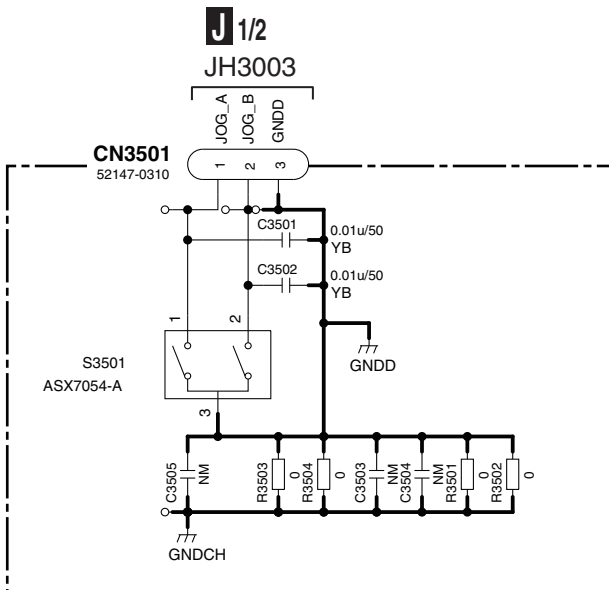 J 1/2
JH3003
JOG_A
JOG_B
GNDD
CN3501
52147-0310
1
2
3
C3501
0.01u/50
YB
C3502
0.01u/50
YB
1
2
S3501
ASX7054-A
GNDD
3
C3505
NM
R3503
0
R3504
0
C3503
NM
C3504
NM
R3501
0
R3502
0
GNDCH